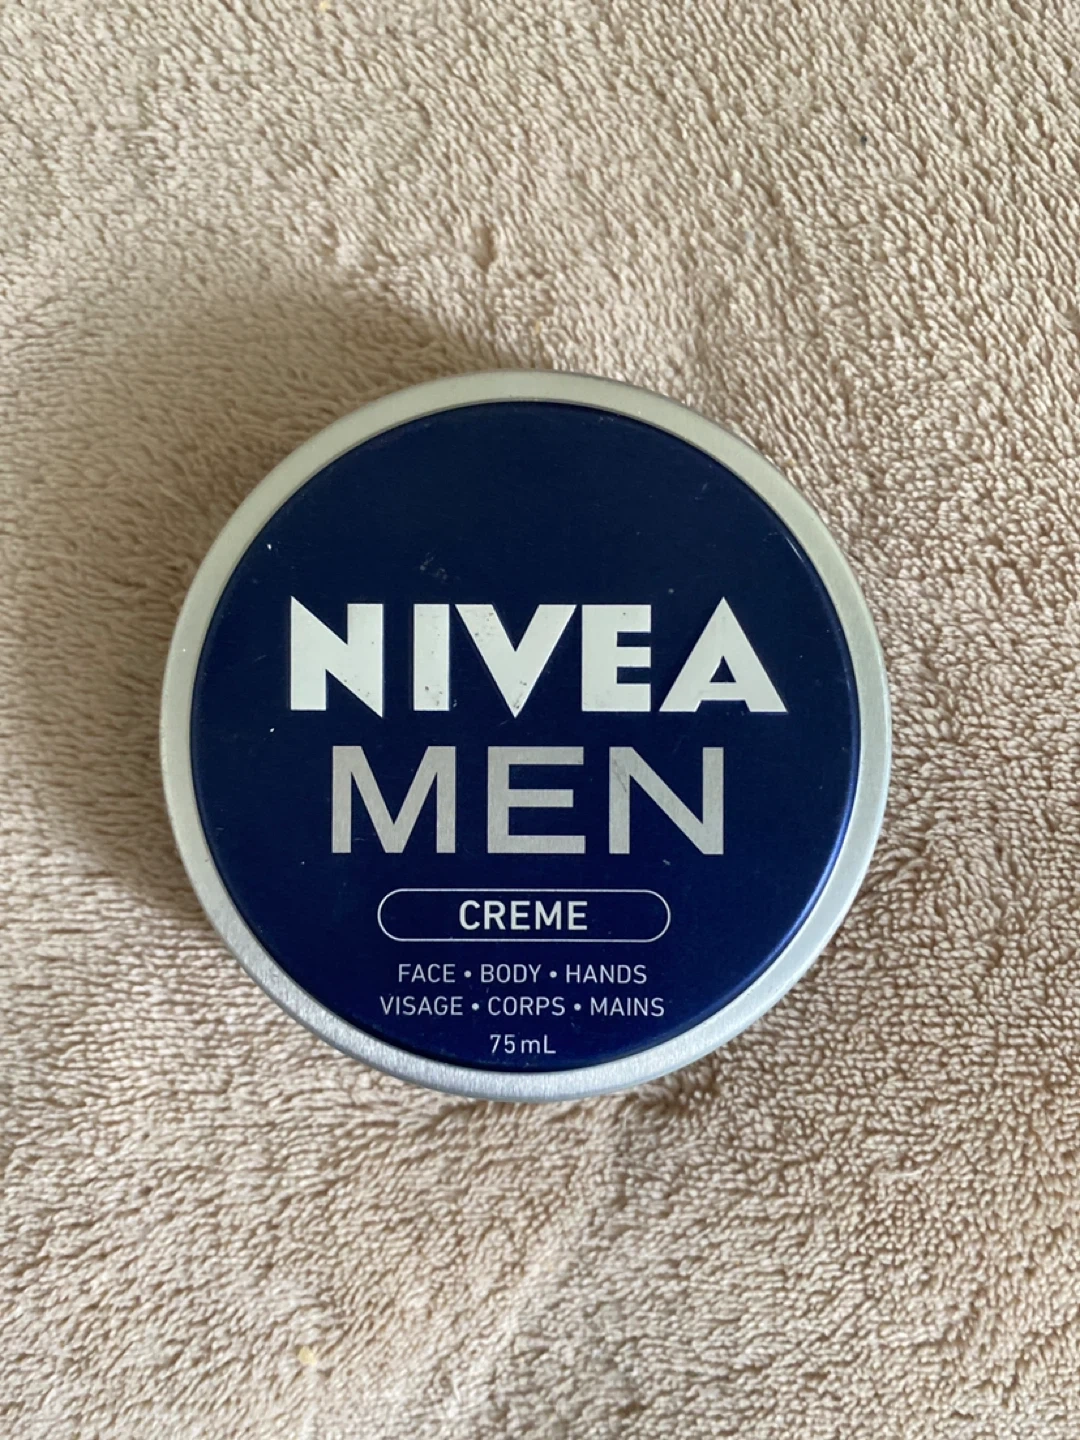 NIVEA
MEN
CREME
FACE • BODY • HANDS
VISAGE • CORPS • MAINS
75mL